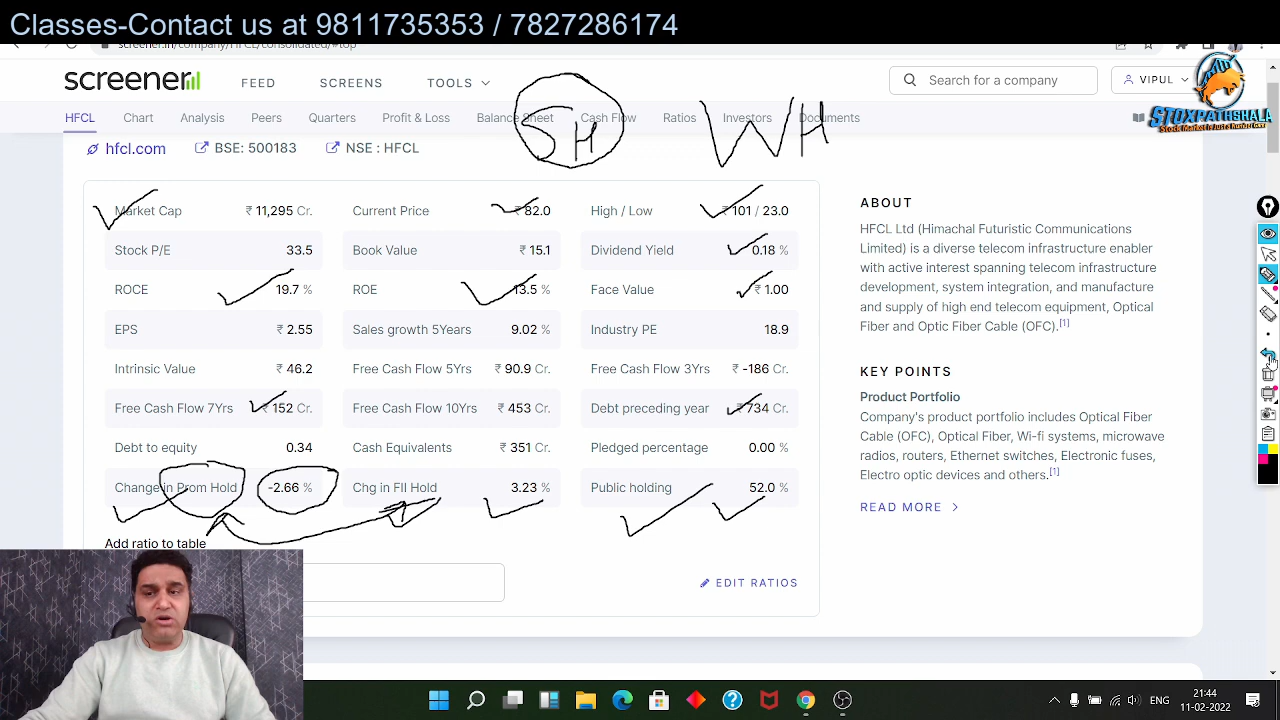 Classes-Contact us at 9811735353 / 7827286174
screener.in/company/HFCL/consolidated/#top
screener
FEED SCREENS TOOLS
Search for a company
VIPUL
STOXPATHSHALA
HFCL Chart Analysis Peers Quarters Profit & Loss Balance Sheet Cash Flow Ratios Investors Documents
SH WH
hfcl.com BSE: 500183 NSE : HFCL
Market Cap ₹ 11,295 Cr. Current Price ₹ 82.0 High / Low ₹ 101 / 23.0
Stock P/E 33.5 Book Value ₹ 15.1 Dividend Yield 0.18 %
ROCE 19.7 % ROE 13.5 % Face Value ₹ 1.00
EPS ₹ 2.55 Sales growth 5Years 9.02 % Industry PE 18.9
Intrinsic Value ₹ 46.2 Free Cash Flow 5Yrs ₹ 90.9 Cr. Free Cash Flow 3Yrs ₹ -186 Cr.
Free Cash Flow 7Yrs ₹ 152 Cr. Free Cash Flow 10Yrs ₹ 453 Cr. Debt preceding year ₹ 734 Cr.
Debt to equity 0.34 Cash Equivalents ₹ 351 Cr. Pledged percentage 0.00 %
Change in Prom Hold -2.66 % Chg in FII Hold 3.23 % Public holding 52.0 %
Add ratio to table
EDIT RATIOS
ABOUT
HFCL Ltd (Himachal Futuristic Communications
Limited) is a diverse telecom infrastructure enabler
with active interest spanning telecom infrastructure
development, system integration, and manufacture
and supply of high end telecom equipment, Optical
Fiber and Optic Fiber Cable (OFC).[1]
KEY POINTS
Product Portfolio
Company's product portfolio includes Optical Fiber
Cable (OFC), Optical Fiber, Wi-fi systems, microwave
radios, routers, Ethernet switches, Electronic fuses,
Electro optic devices and others.[1]
READ MORE
ENG
21:44
11-02-2022